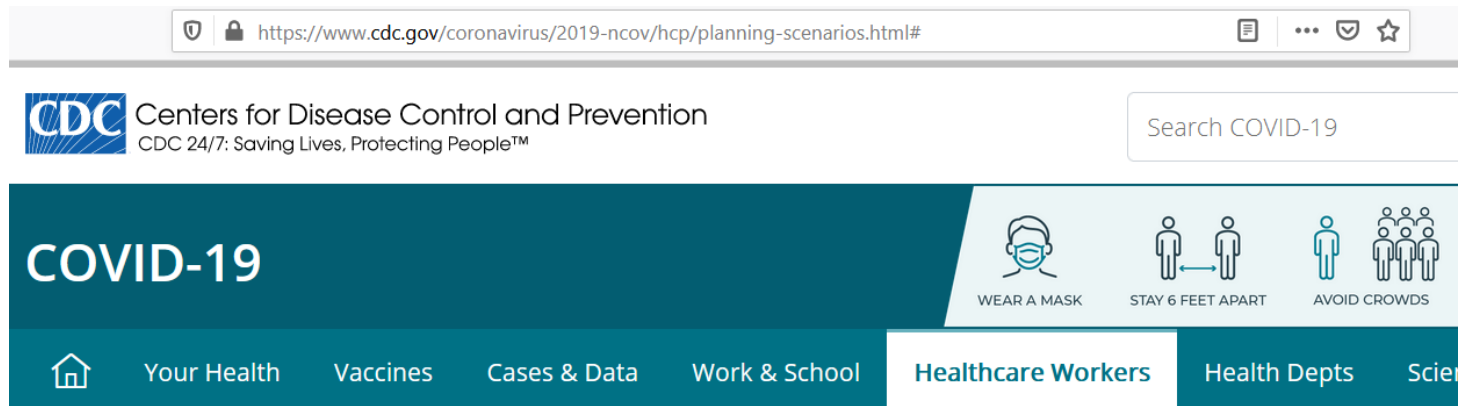 https://www.cdc.gov/coronavirus/2019-ncov/hcp/planning-scenarios.html#
CDC Centers for Disease Control and Prevention
CDC 24/7: Saving Lives, Protecting People™
Search COVID-19
COVID-19
WEAR A MASK STAY 6 FEET APART AVOID CROWDS
Your Health Vaccines Cases & Data Work & School Healthcare Workers Health Depts